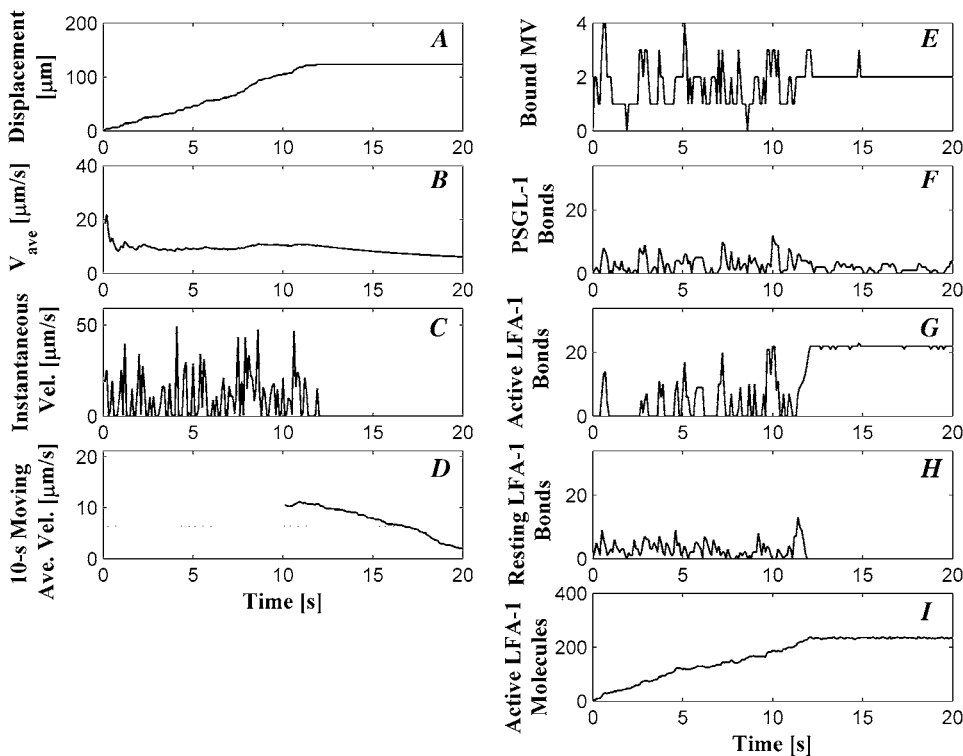 Displacement
[μm]
200
100
0
0 5 10 15 20
A
V ave [μm/s]
40
20
0
0 5 10 15 20
B
Instantaneous
Vel. [μm/s]
50
0
0 5 10 15 20
C
10-s Moving
Ave. Vel. [μm/s]
20
10
0
0 5 10 15 20
D
Time [s]
Bound MV
4
2
0
0 5 10 15 20
E
PSGL-1
Bonds
20
0
0 5 10 15 20
F
Active LFA-1
Bonds
20
0
0 5 10 15 20
G
Resting LFA-1
Bonds
20
0
0 5 10 15 20
H
Active LFA-1
Molecules
400
200
0
0 5 10 15 20
I
Time [s]